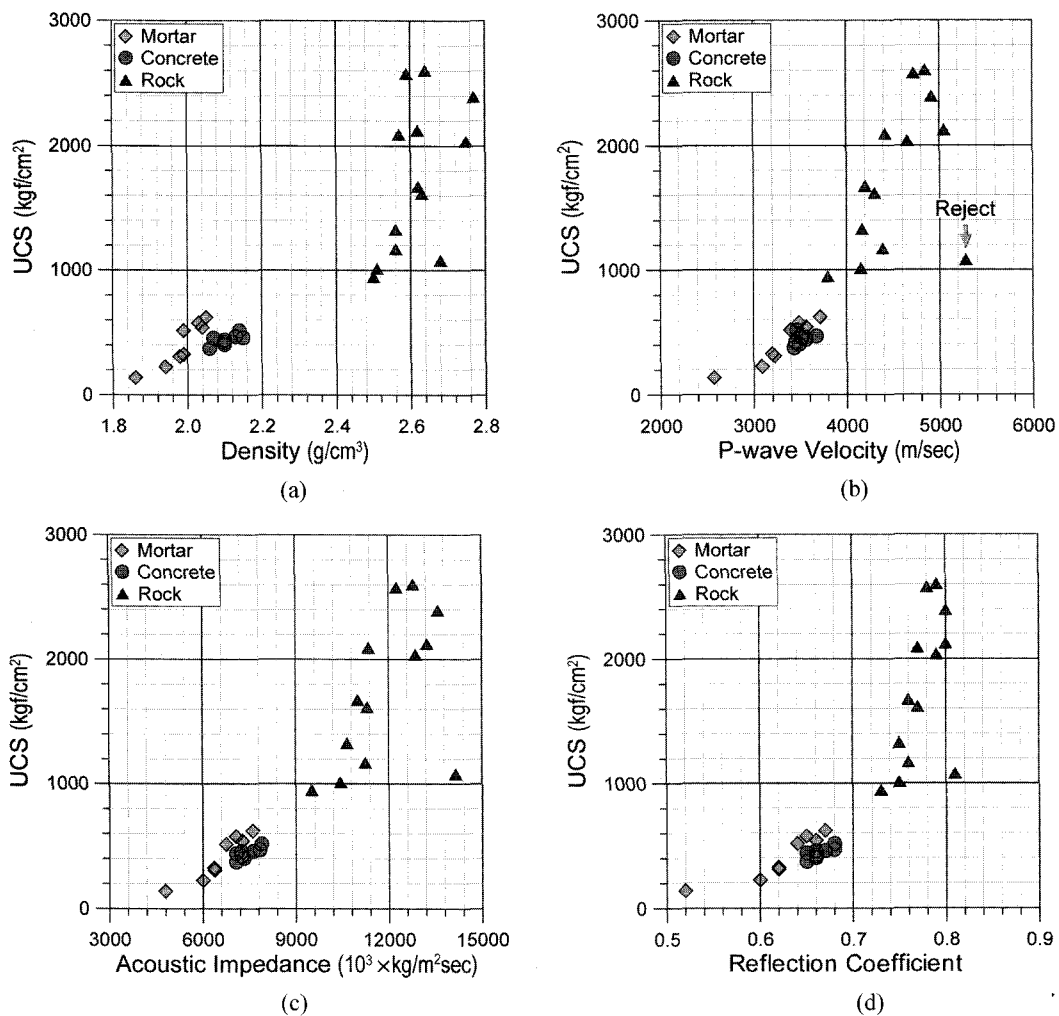 3000
Mortar
Concrete
Rock
2000
1000
0
UCS (kgf/cm²)
1.8 2.0 2.2 2.4 2.6 2.8
Density (g/cm³)
(a)
3000
Mortar
Concrete
Rock
2000
Reject
1000
0
UCS (kgf/cm²)
2000 3000 4000 5000 6000
P-wave Velocity (m/sec)
(b)
3000
Mortar
Concrete
Rock
2000
1000
0
UCS (kgf/cm²)
3000 6000 9000 12000 15000
Acoustic Impedance (10³ ×kg/m²sec)
(c)
3000
Mortar
Concrete
Rock
2000
1000
0
UCS (kgf/cm²)
0.5 0.6 0.7 0.8 0.9
Reflection Coefficient
(d)